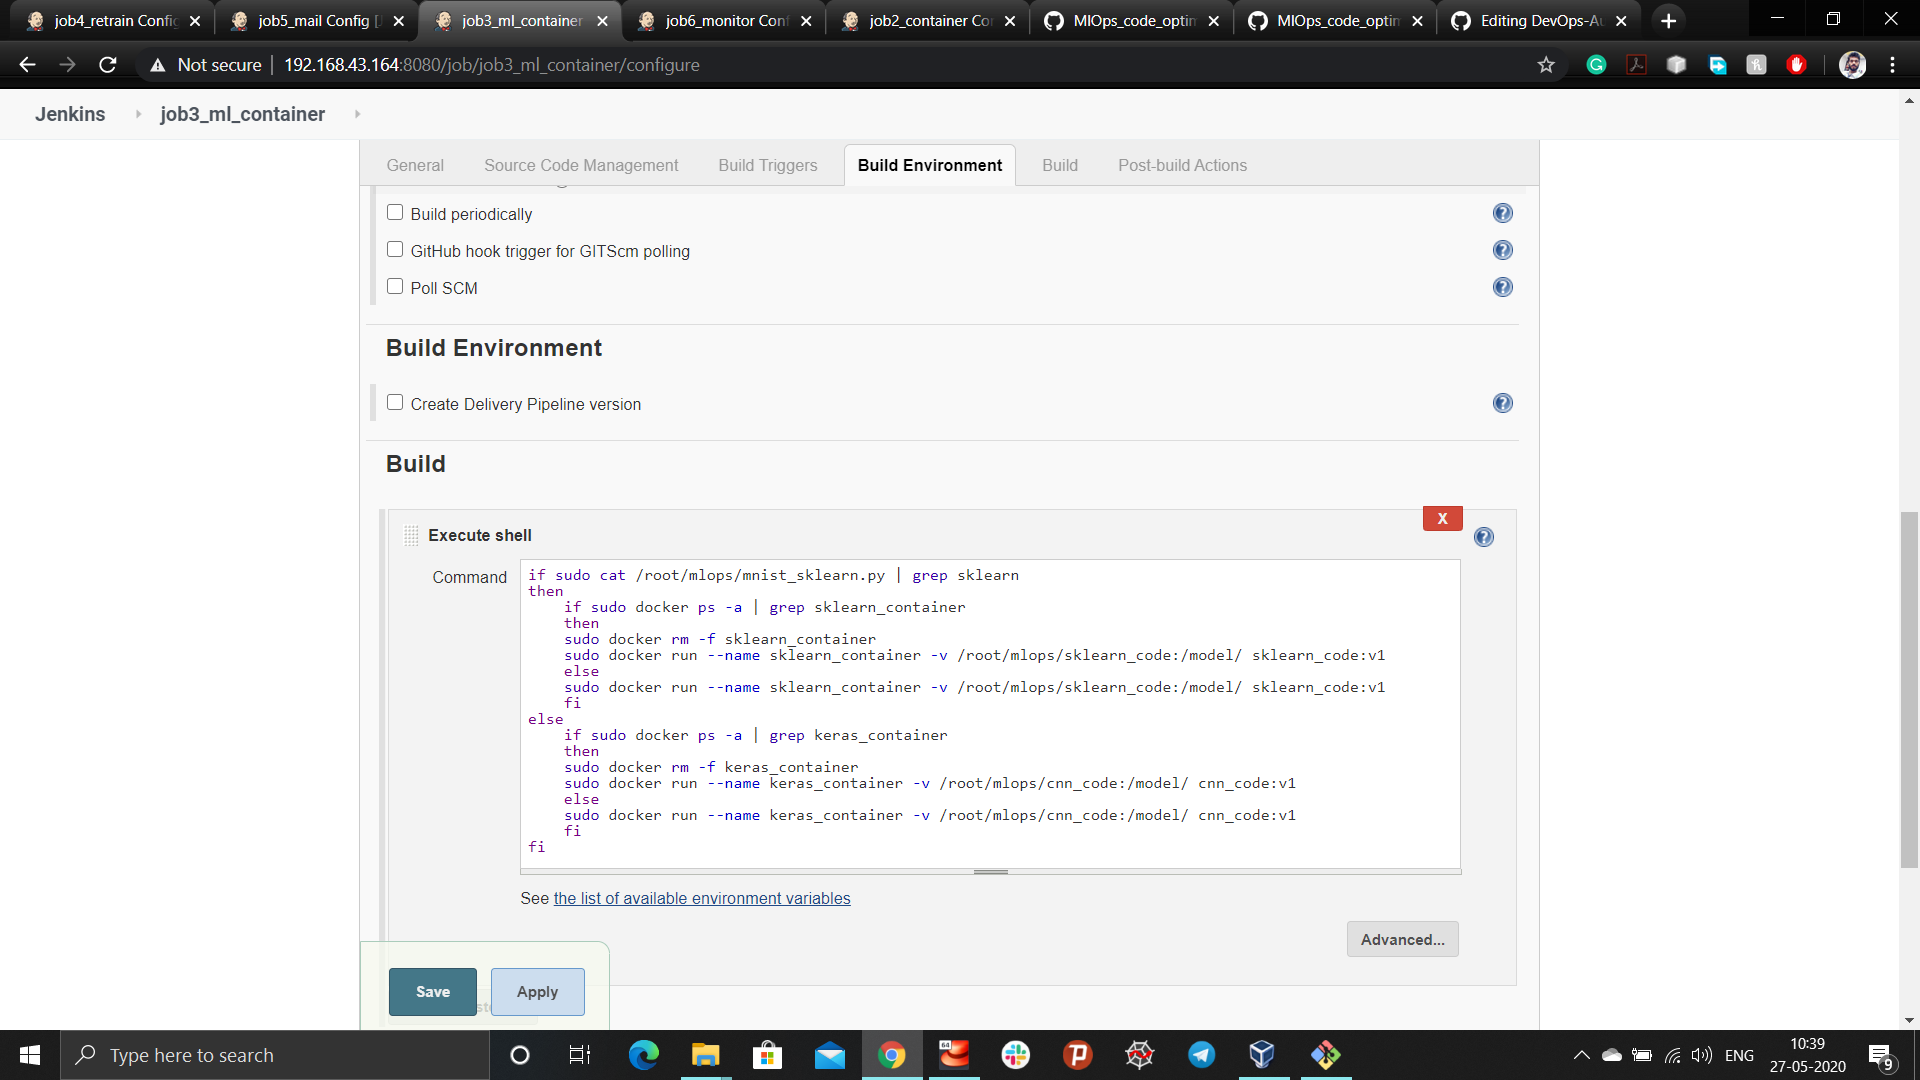 job4_retrain Config
job5_mail Config [J
job3_ml_container
job6_monitor Conf
job2_container Con
MlOps_code_optim
MlOps_code_optim
Editing DevOps-Au
Not secure
192.168.43.164:8080/job/job3_ml_container/configure
Jenkins
job3_ml_container
General
Source Code Management
Build Triggers
Build Environment
Build
Post-build Actions
Build periodically
GitHub hook trigger for GITScm polling
Poll SCM
Build Environment
Create Delivery Pipeline version
Build
X
Execute shell
Command
if sudo cat /root/mlops/mnist_sklearn.py | grep sklearn
then
if sudo docker ps -a | grep sklearn_container
then
sudo docker rm -f sklearn_container
sudo docker run --name sklearn_container -v /root/mlops/sklearn_code:/model/ sklearn_code:v1
else
sudo docker run --name sklearn_container -v /root/mlops/sklearn_code:/model/ sklearn_code:v1
fi
else
if sudo docker ps -a | grep keras_container
then
sudo docker rm -f keras_container
sudo docker run --name keras_container -v /root/mlops/cnn_code:/model/ cnn_code:v1
else
sudo docker run --name keras_container -v /root/mlops/cnn_code:/model/ cnn_code:v1
fi
fi
See the list of available environment variables
Advanced...
Save
Apply
Type here to search
64
ENG
10:39
27-05-2020
9